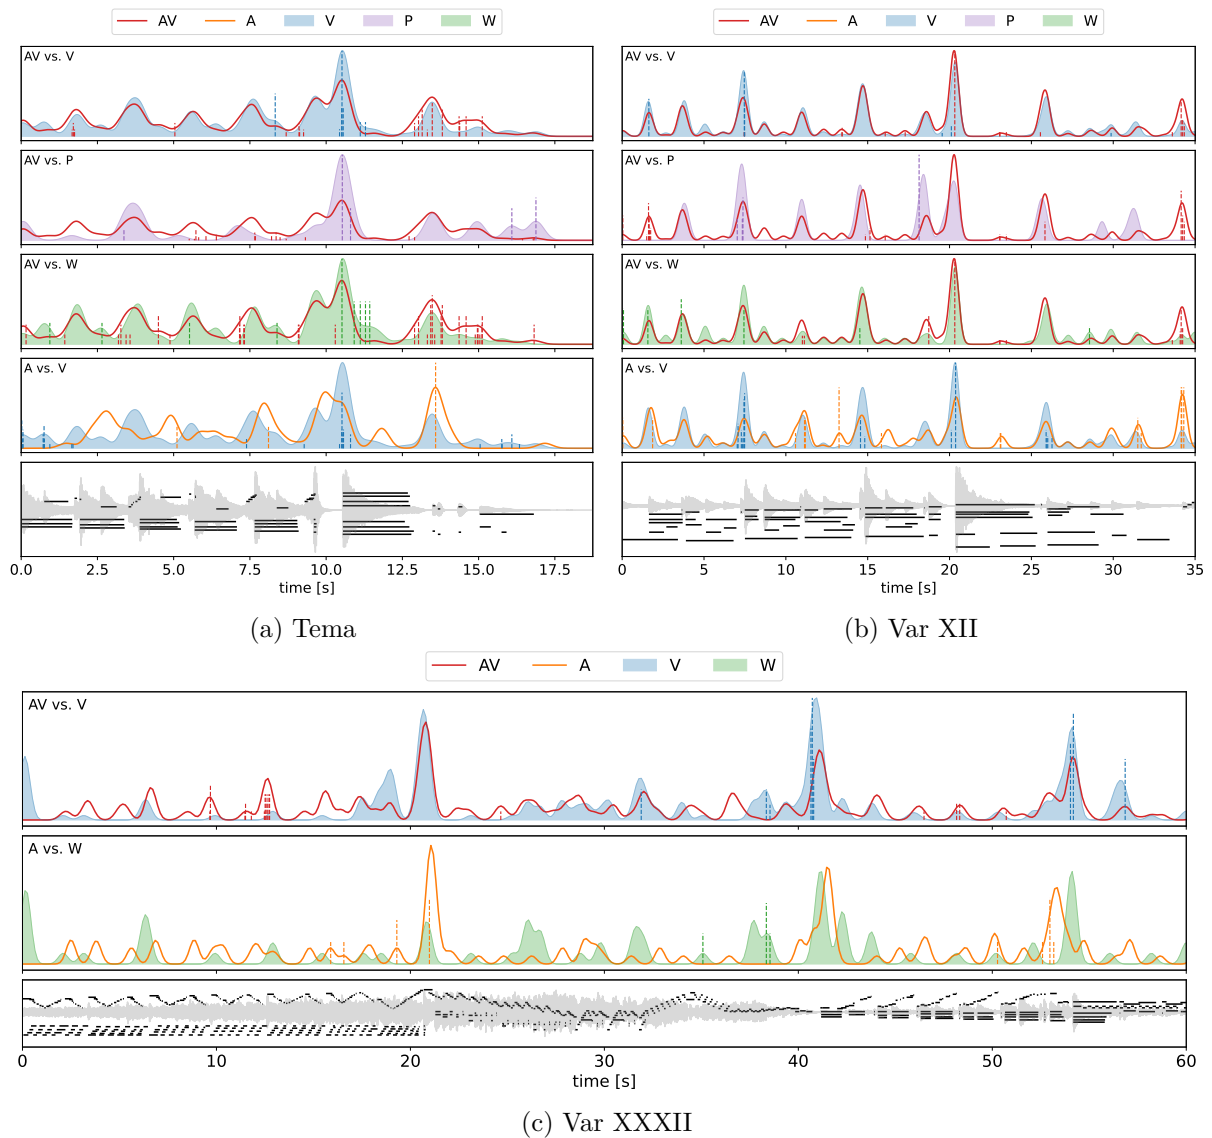 AV A V P W
AV vs. V
AV vs. P
AV vs. W
A vs. V
0.0 2.5 5.0 7.5 10.0 12.5 15.0 17.5
time [s]
(a) Tema
AV A V P W
AV vs. V
AV vs. P
AV vs. W
A vs. V
0 5 10 15 20 25 30 35
time [s]
(b) Var XII
AV A V W
AV vs. V
A vs. W
0 10 20 30 40 50 60
time [s]
(c) Var XXXII